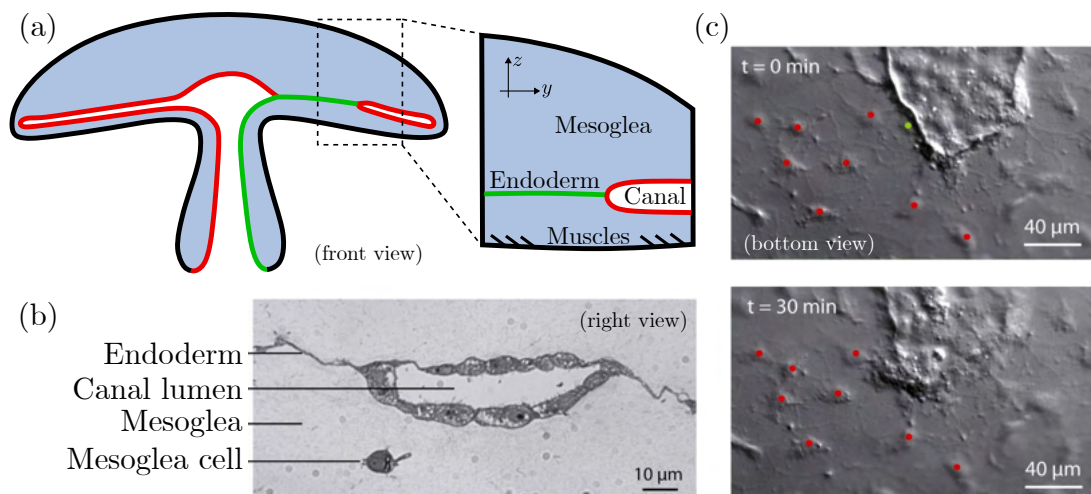 (a)
z
y
Mesoglea
Endoderm
Canal
Muscles
(front view)
(b)
(right view)
Endoderm
Canal lumen
Mesoglea
Mesoglea cell
10 µm
(c)
t = 0 min
(bottom view)
40 µm
t = 30 min
40 µm